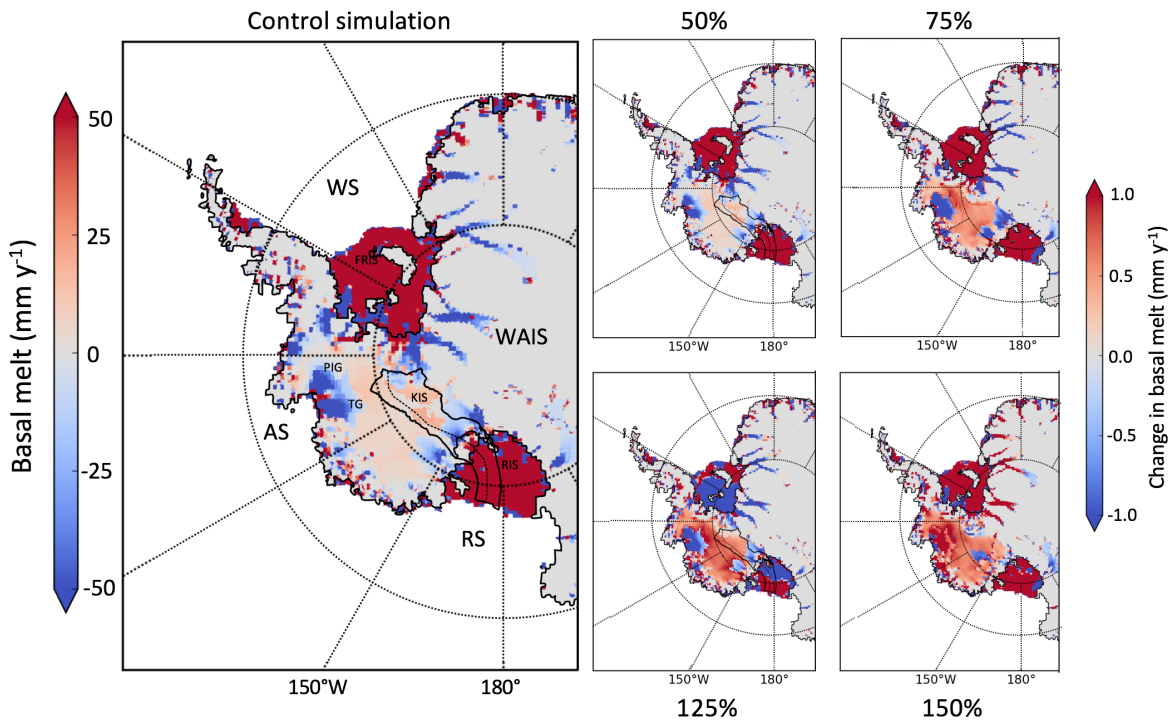 Control simulation
50%
75%
Basal melt (mm y-1)
50
25
0
-25
-50
WS
FRIS
WAIS
PIG
TG
KIS
AS
RIS
RS
150°W
180°
150°W
180°
150°W
180°
1.0
0.5
0.0
-0.5
-1.0
Change in basal melt (mm y-1)
150°W
180°
150°W
180°
125%
150%